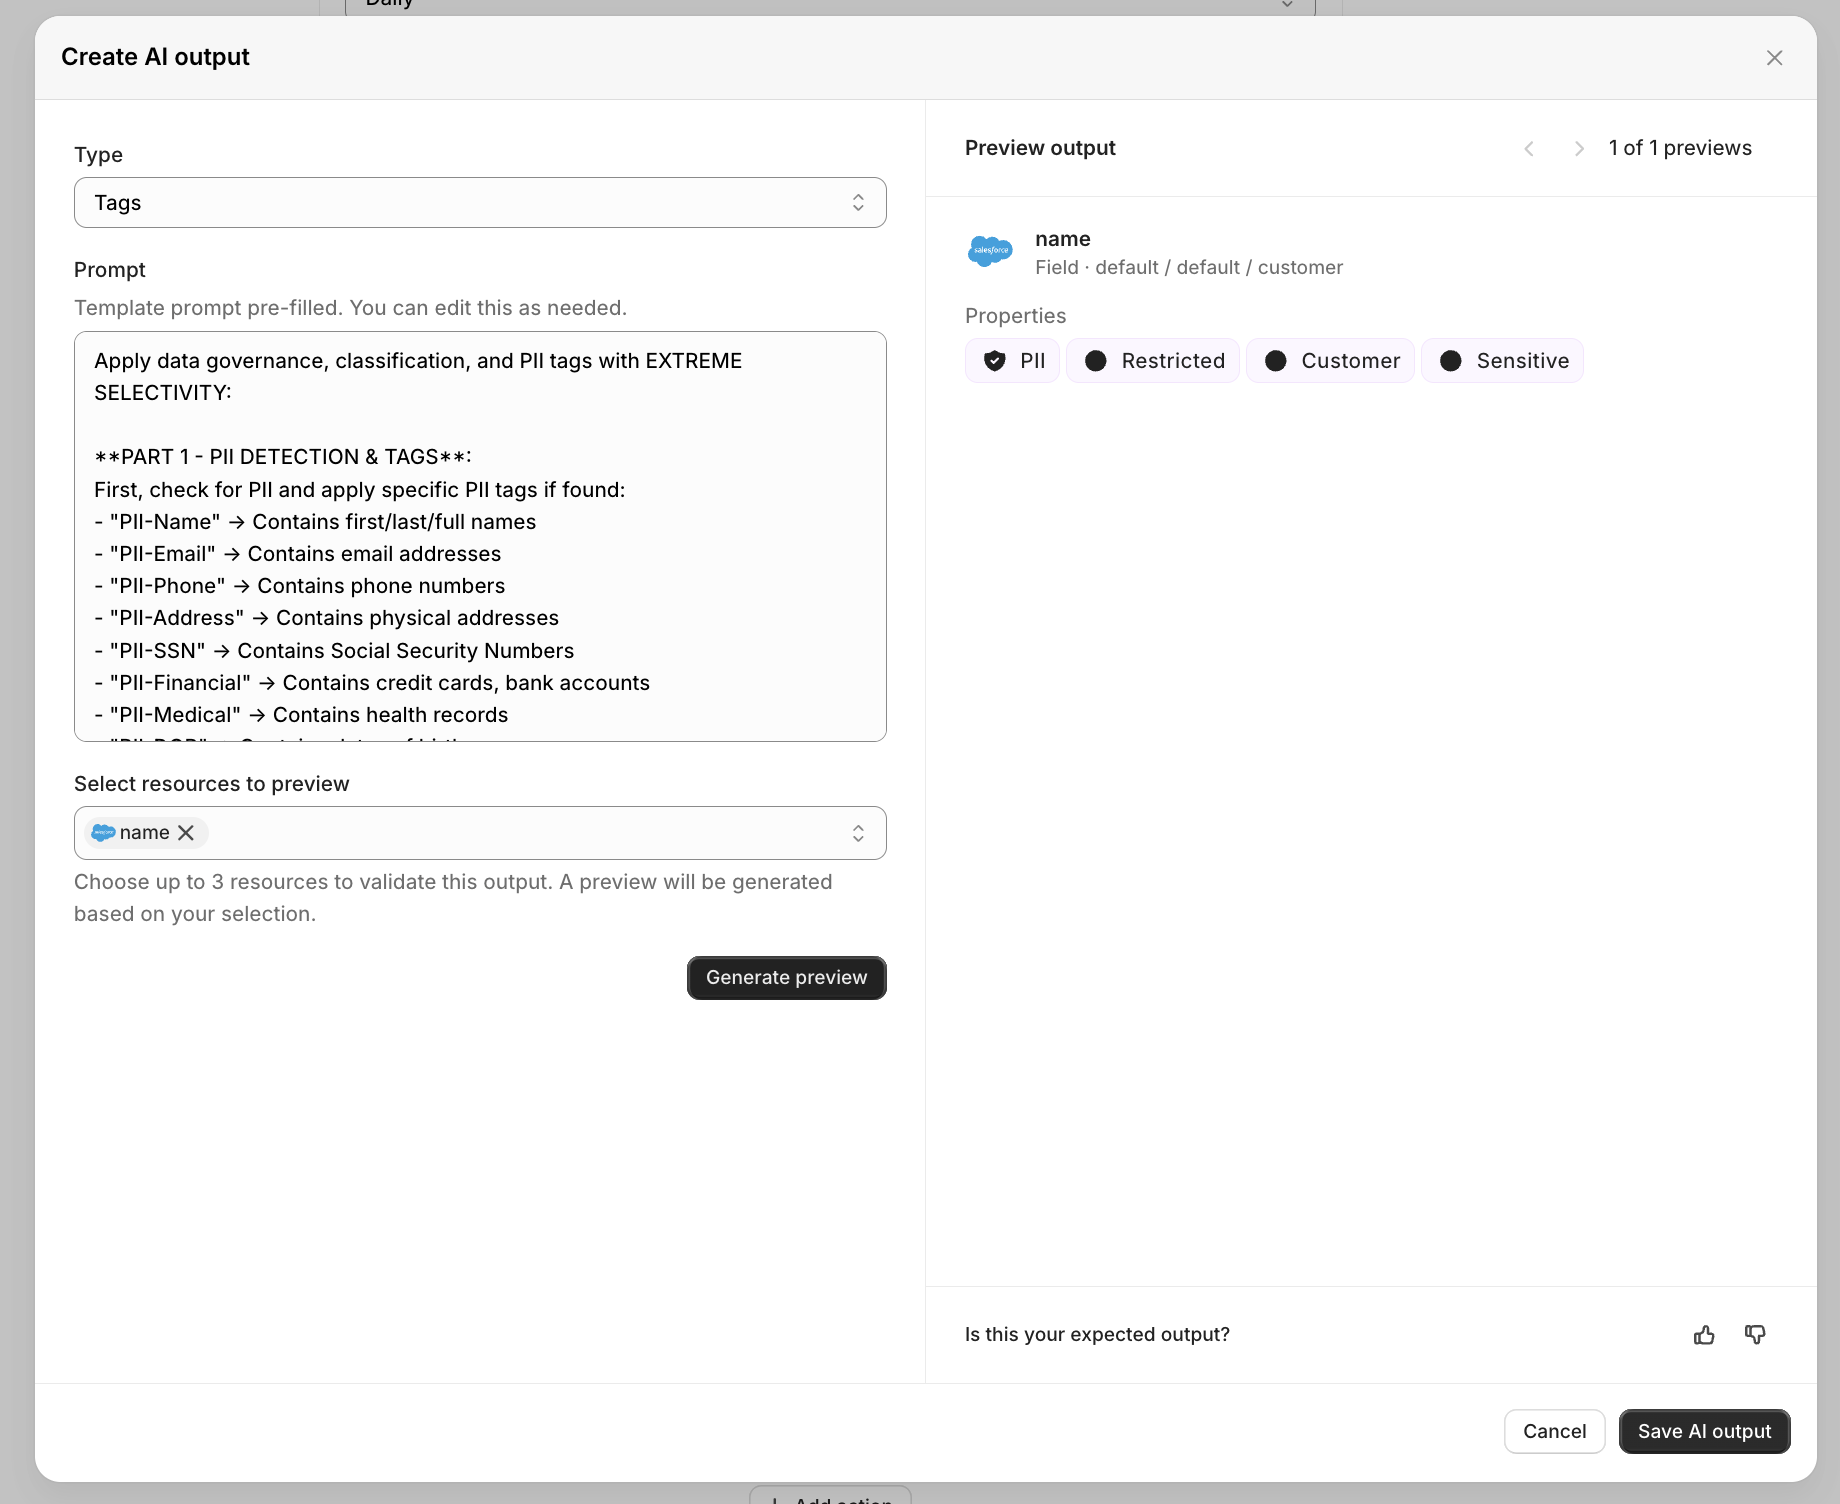 Daily
Create AI output
Type
Tags
Prompt
Template prompt pre-filled. You can edit this as needed.
Apply data governance, classification, and PII tags with EXTREME
SELECTIVITY:
**PART 1 - PII DETECTION & TAGS**:
First, check for PII and apply specific PII tags if found:
- "PII-Name" → Contains first/last/full names
- "PII-Email" → Contains email addresses
- "PII-Phone" → Contains phone numbers
- "PII-Address" → Contains physical addresses
- "PII-SSN" → Contains Social Security Numbers
- "PII-Financial" → Contains credit cards, bank accounts
- "PII-Medical" → Contains health records
Select resources to preview
name
Choose up to 3 resources to validate this output. A preview will be generated
based on your selection.
Generate preview
Preview output
1 of 1 previews
salesforce
name
Field · default / default / customer
Properties
PII
Restricted
Customer
Sensitive
Is this your expected output?
Cancel
Save AI output
Add action